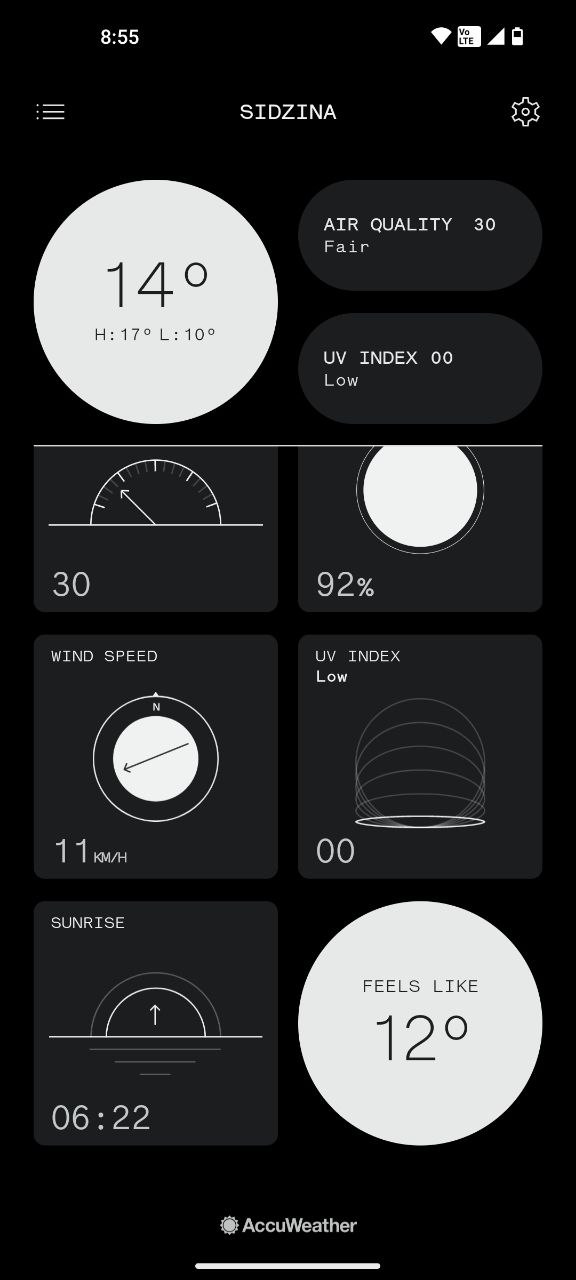 8:55
Vo
LTE
SIDZINA
14°
H:17° L:10°
AIR QUALITY 30
Fair
UV INDEX 00
Low
30
92%
WIND SPEED
N
11 KM/H
UV INDEX
Low
00
SUNRISE
06:22
FEELS LIKE
12°
AccuWeather